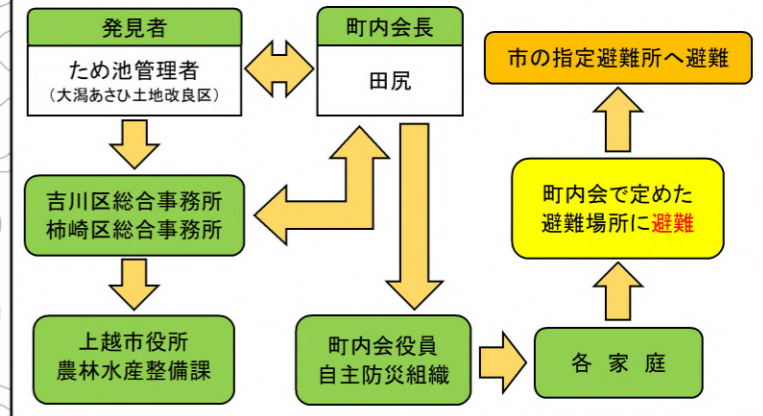 発見者
ため池管理者
（大潟あさひ土地改良区）
町内会長
田尻
市の指定避難所へ避難
吉川区総合事務所
柿崎区総合事務所
町内会で定めた
避難場所に避難
上越市役所
農林水産整備課
町内会役員
自主防災組織
各　家　庭